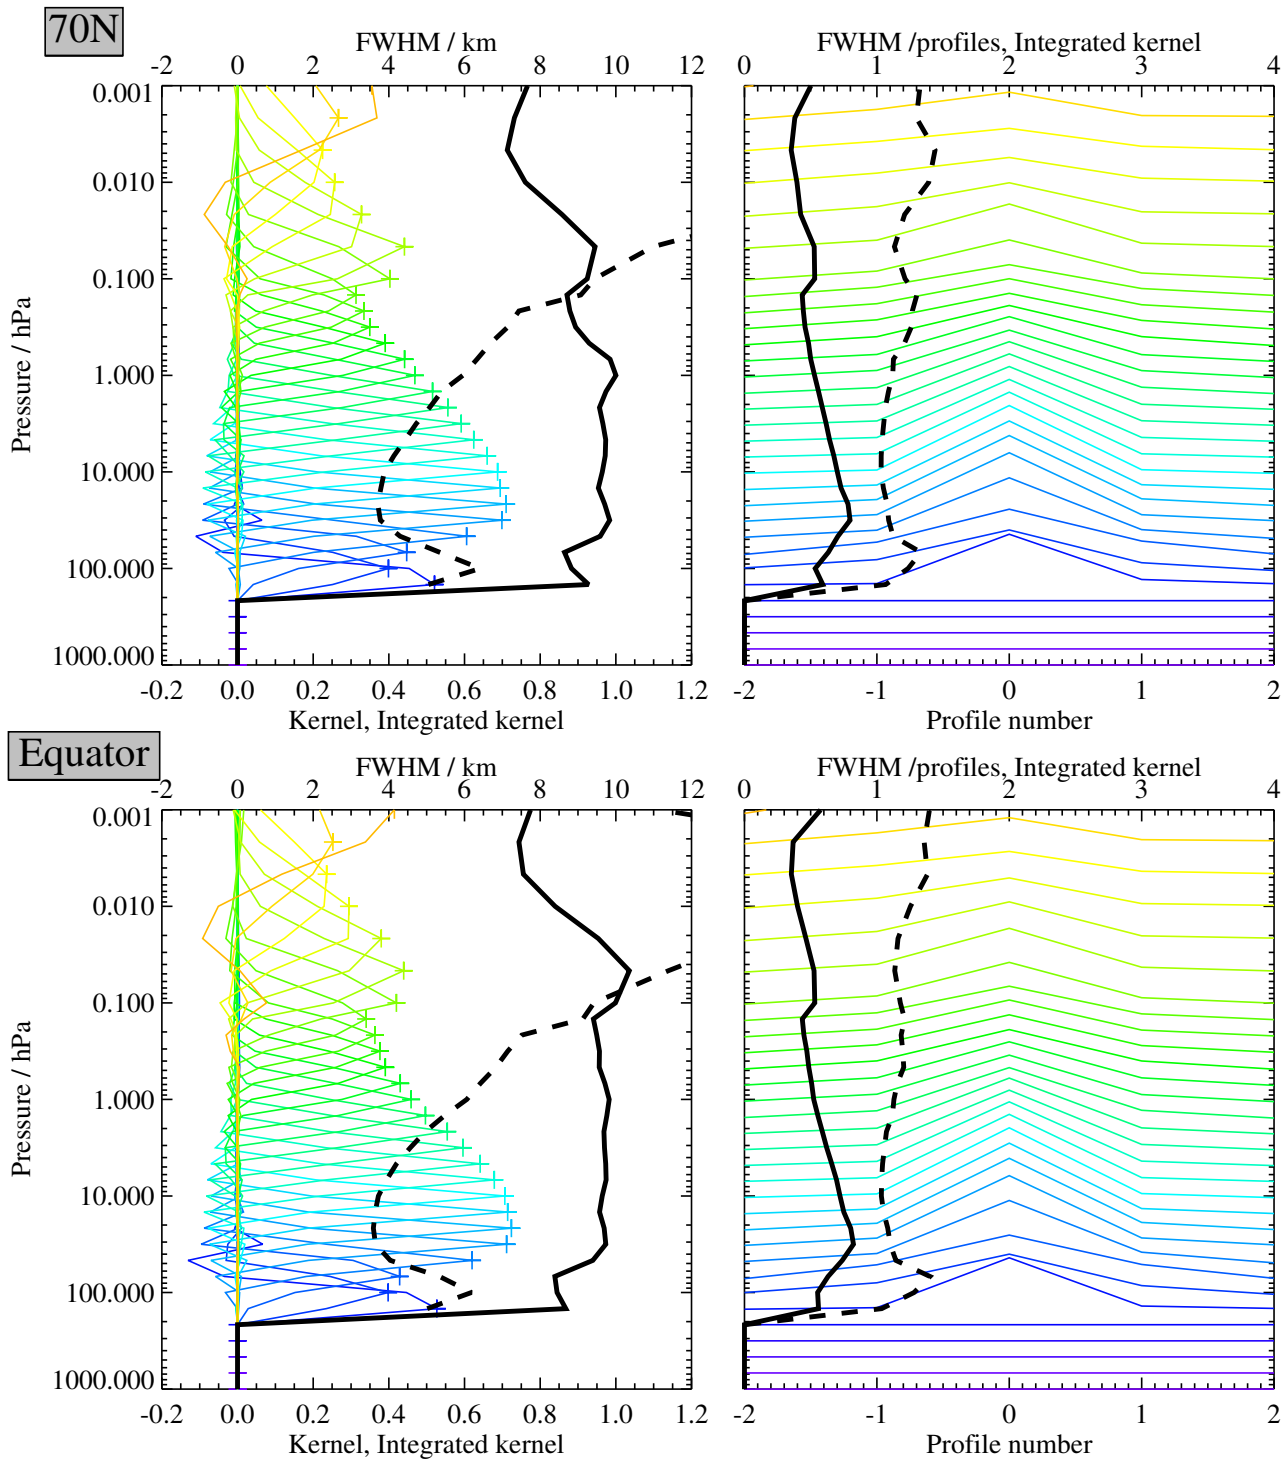 70N
FWHM / km
FWHM /profiles, Integrated kernel
-2 0 2 4 6 8 10 12
0 1 2 3 4
0.001
0.010
0.100
1.000
10.000
100.000
1000.000
Pressure / hPa
-0.2 0.0 0.2 0.4 0.6 0.8 1.0 1.2
-2 -1 0 1 2
Kernel, Integrated kernel
Profile number
Equator
FWHM / km
FWHM /profiles, Integrated kernel
-2 0 2 4 6 8 10 12
0 1 2 3 4
0.001
0.010
0.100
1.000
10.000
100.000
1000.000
Pressure / hPa
-0.2 0.0 0.2 0.4 0.6 0.8 1.0 1.2
-2 -1 0 1 2
Kernel, Integrated kernel
Profile number